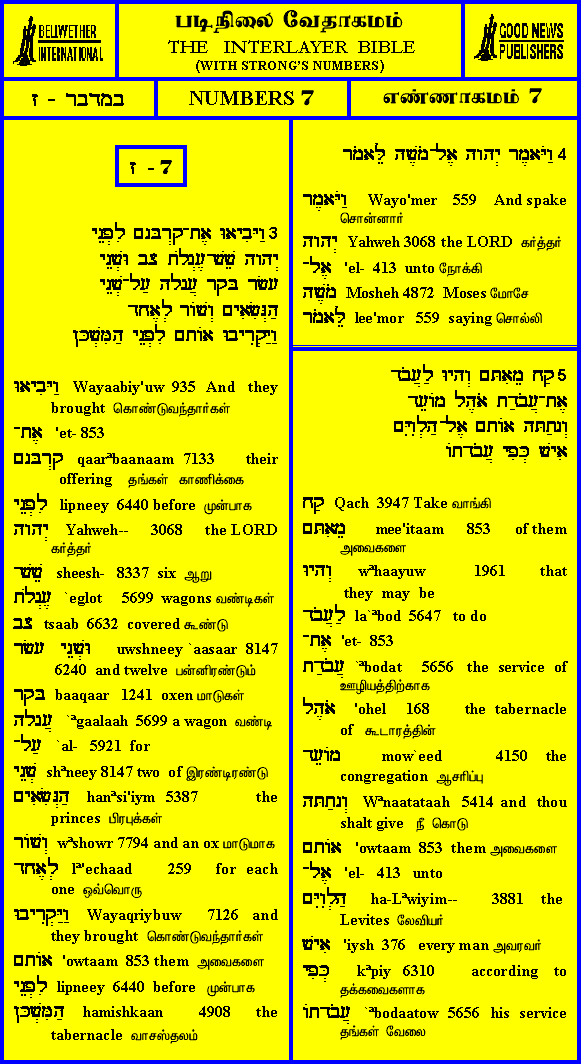 BELLWETHER
INTERNATIONAL
படிநிலை வேதாகமம்
THE INTERLAYER BIBLE
(WITH STRONG'S NUMBERS)
GOOD NEWS
PUBLISHERS
במדבר - ז
NUMBERS 7
எண்ணாகமம் 7
ז - 7
3 וַיָּבִיאוּ אֶת־קָרְבָּנָם לִפְנֵי
יְהוָה שֵׁשׁ־עֶגְלֹת צָב וּשְׁנֵי
עָשָׂר בָּקָר עֲגָלָה עַל־שְׁנֵי
הַנְּשִׂאִים וְשׁוֹר לְאֶחָד
וַיַּקְרִיבוּ אוֹתָם לִפְנֵי הַמִּשְׁכָּן
וַיָּבִיאוּ Wayaabiy'uw 935 And they
brought கொண்டுவந்தார்கள்
אֶת־ 'et- 853
קָרְבָּנָם qaarªbaanaam 7133 their
offering தங்கள் காணிக்கை
לִפְנֵי lipneey 6440 before முன்பாக
יְהוָה Yahweh-- 3068 the LORD
கர்த்தர்
שֵׁשׁ sheesh- 8337 six ஆறு
עֶגְלֹת `eglot 5699 wagons வண்டிகள்
צָב tsaab 6632 covered கூண்டு
וּשְׁנֵי עָשָׂר uwshneey `aasaar 8147
6240 and twelve பன்னிரண்டும்
בָּקָר baaqaar 1241 oxen மாடுகள்
עֲגָלָה `ªgaalaah 5699 a wagon வண்டி
עַל־ `al- 5921 for
שְׁנֵי shªneey 8147 two of இரண்டிரண்டு
הַנְּשִׂאִים hanªsi'iym 5387 the
princes பிரபுக்கள்
וְשׁוֹר wªshowr 7794 and an ox மாடுமாக
לְאֶחָד lª'echaad 259 for each
one ஒவ்வொரு
וַיַּקְרִיבוּ Wayaqriybuw 7126 and
they brought கொண்டுவந்தார்கள்
אוֹתָם 'owtaam 853 them அவைகளை
לִפְנֵי lipneey 6440 before முன்பாக
הַמִּשְׁכָּן hamishkaan 4908 the
tabernacle வாசஸ்தலம்
4 וַיֹּאמֶר יְהוָה אֶל־מֹשֶׁה לֵּאמֹר
וַיֹּאמֶר Wayo'mer 559 And spake
சொன்னார்
יְהוָה Yahweh 3068 the LORD கர்த்தர்
אֶל־ 'el- 413 unto நோக்கி
מֹשֶׁה Mosheh 4872 Moses மோசே
לֵּאמֹר lee'mor 559 saying சொல்லி
5 קַח מֵאִתָּם וְהָיוּ לַעֲבֹד
אֶת־עֲבֹדַת אֹהֶל מוֹעֵד
וְנָתַתָּה אוֹתָם אֶל־הַלְוִיִּם
אִישׁ כְּפִי עֲבֹדָתוֹ
קַח Qach 3947 Take வாங்கி
מֵאִתָּם mee'itaam 853 of them
அவைகளை
וְהָיוּ wªhaayuw 1961 that
they may be
לַעֲבֹד la`ªbod 5647 to do
אֶת־ 'et- 853
עֲבֹדַת `ªbodat 5656 the service of
ஊழியத்திற்காக
אֹהֶל 'ohel 168 the tabernacle
of கூடாரத்தின்
מוֹעֵד mow`eed 4150 the
congregation ஆசரிப்பு
וְנָתַתָּה Wªnaatataah 5414 and thou
shalt give நீ கொடு
אוֹתָם 'owtaam 853 them அவைகளை
אֶל־ 'el- 413 unto
הַלְוִיִּם ha-Lªwiyim-- 3881 the
Levites லேவியர்
אִישׁ 'iysh 376 every man அவரவர்
כְּפִי kªpiy 6310 according to
தக்கவைகளாக
עֲבֹדָתוֹ `ªbodaatow 5656 his service
தங்கள் வேலை